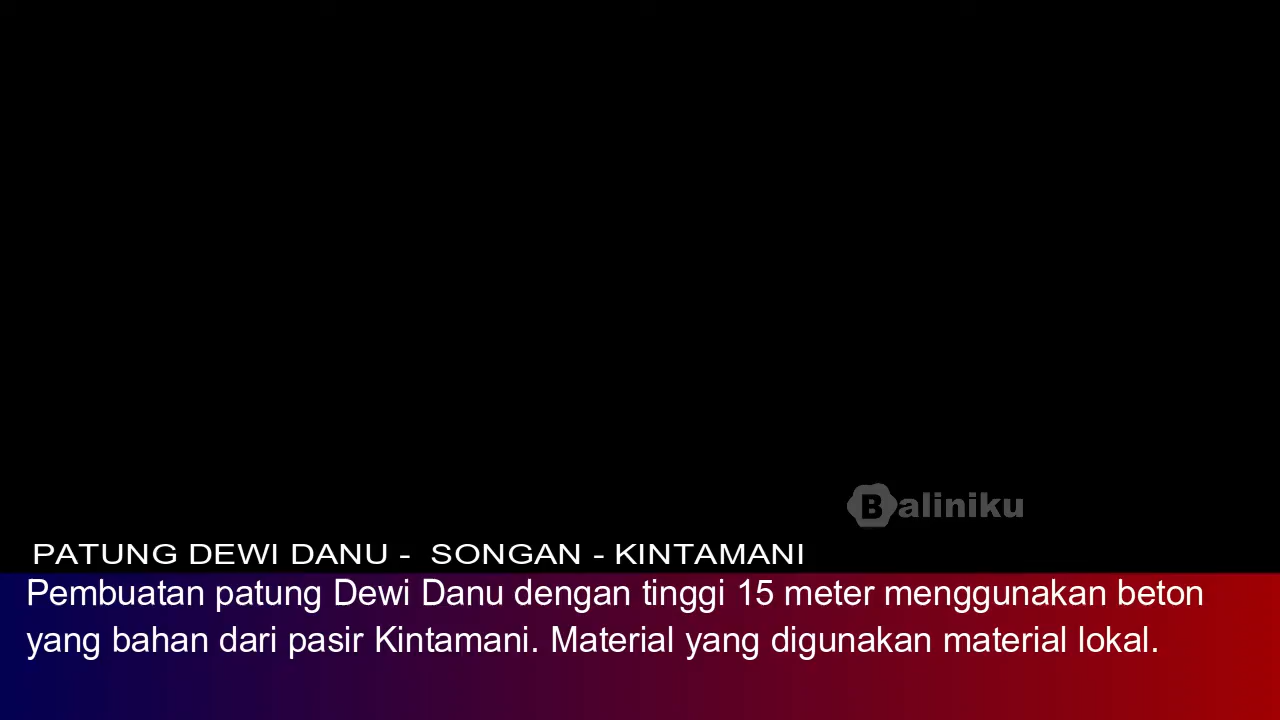 Baliniku
PATUNG DEWI DANU - SONGAN - KINTAMANI
Pembuatan patung Dewi Danu dengan tinggi 15 meter menggunakan beton
yang bahan dari pasir Kintamani. Material yang digunakan material lokal.